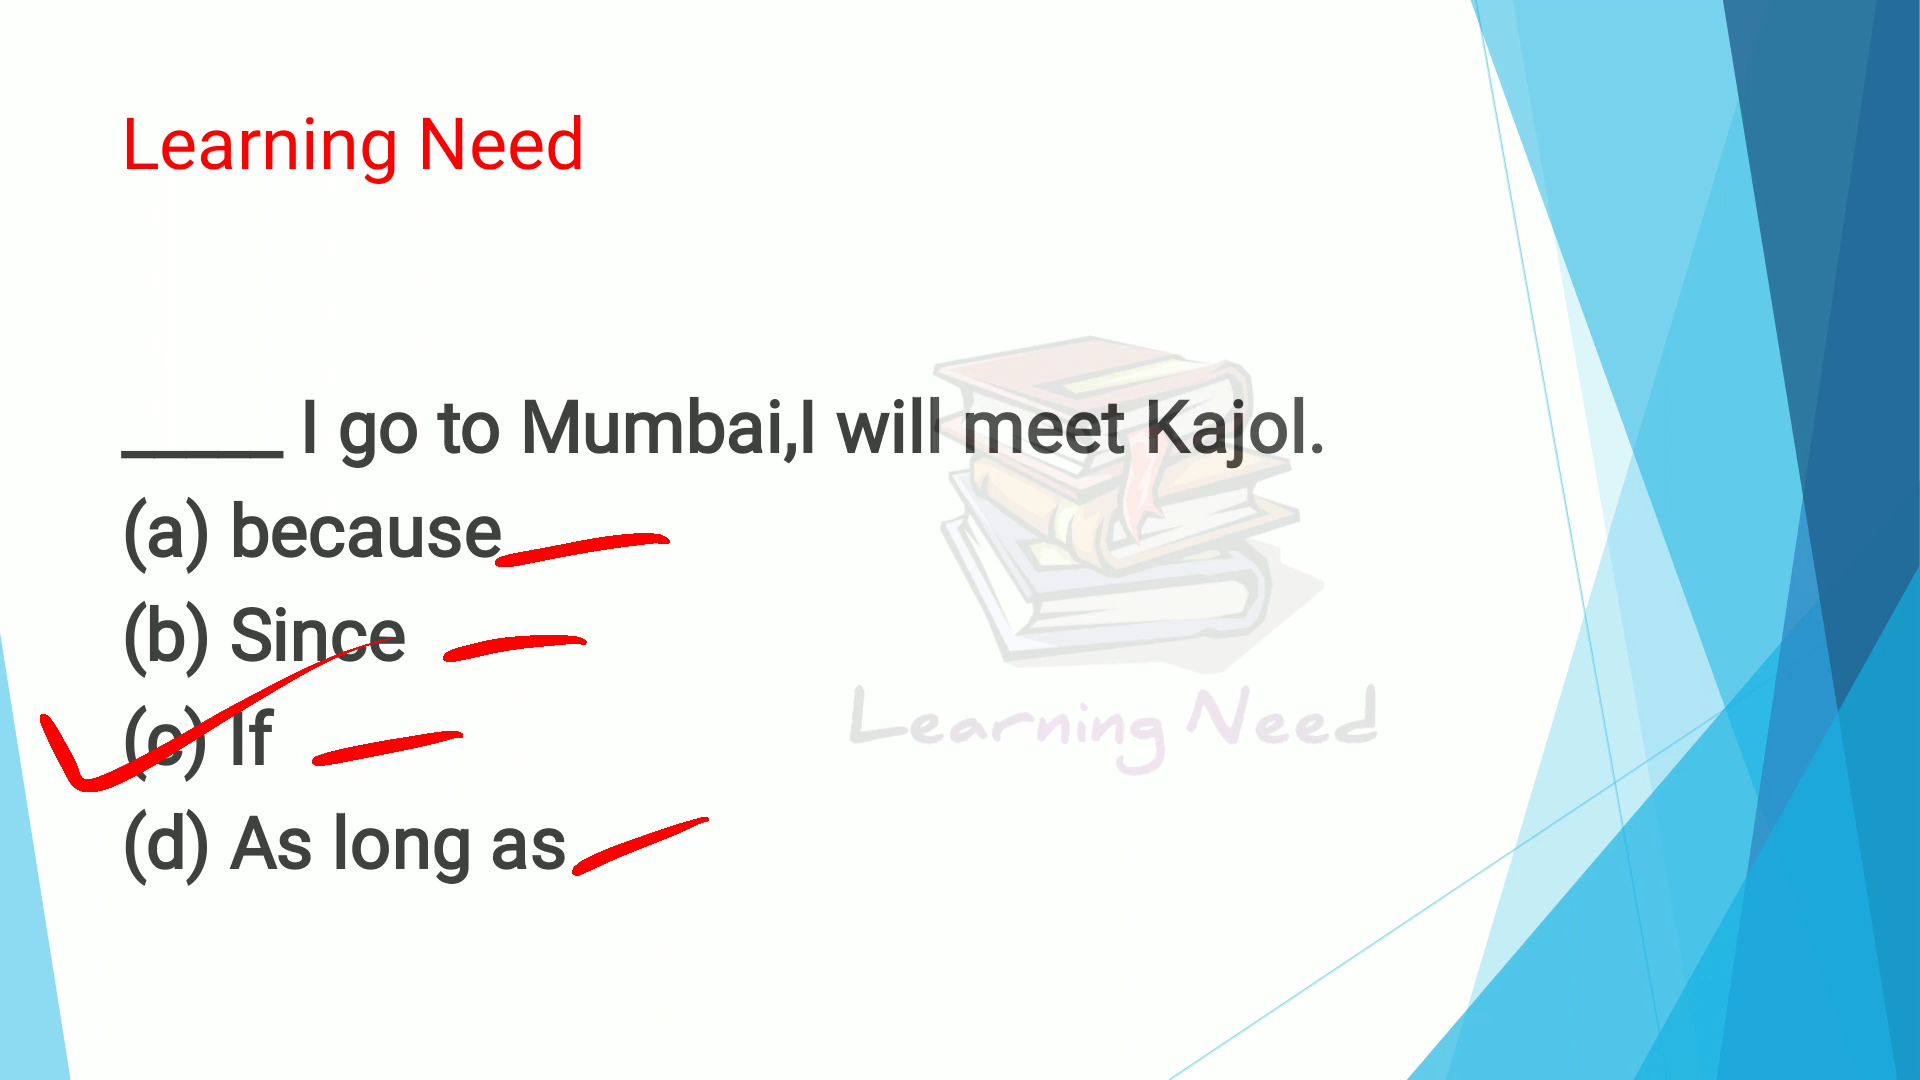 Learning Need
_____ I go to Mumbai,I will meet Kajol.
(a) because
(b) Since
(c) If
(d) As long as
Learning Need